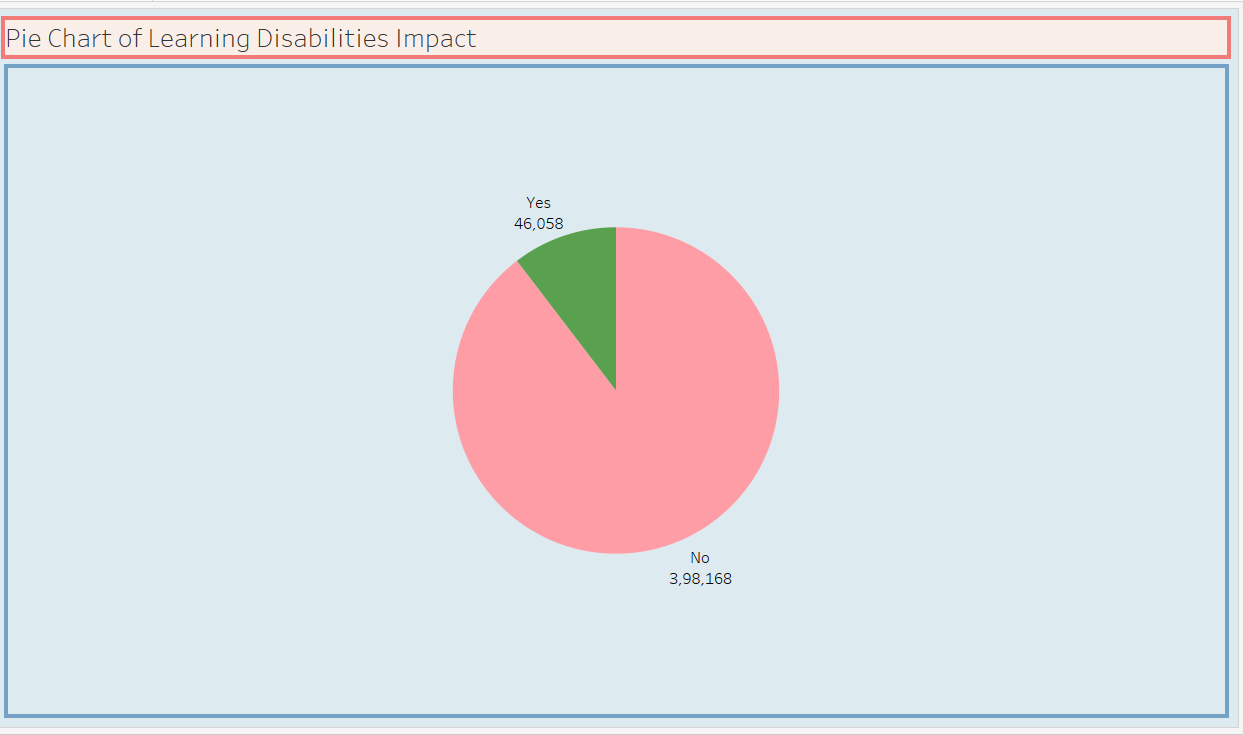 Pie Chart of Learning Disabilities Impact
Yes
46,058
No
3,98,168